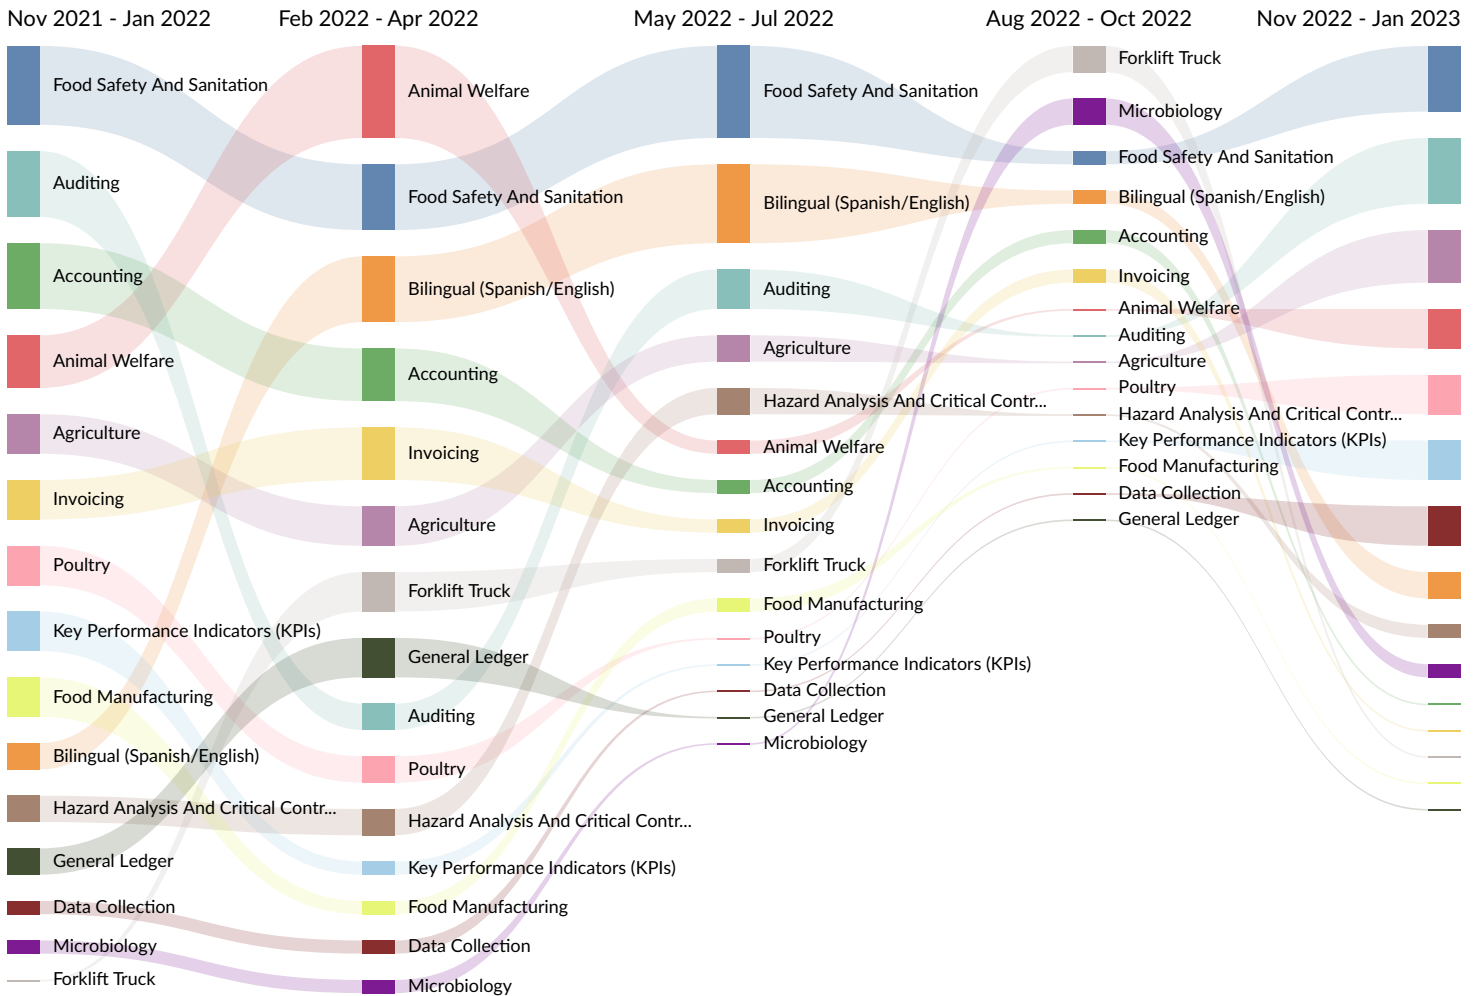 Nov 2021 - Jan 2022
Feb 2022 - Apr 2022
May 2022 - Jul 2022
Aug 2022 - Oct 2022
Nov 2022 - Jan 2023
Food Safety And Sanitation
Auditing
Accounting
Animal Welfare
Agriculture
Invoicing
Poultry
Key Performance Indicators (KPIs)
Food Manufacturing
Bilingual (Spanish/English)
Hazard Analysis And Critical Contr...
General Ledger
Data Collection
Microbiology
Forklift Truck
Animal Welfare
Food Safety And Sanitation
Bilingual (Spanish/English)
Accounting
Invoicing
Agriculture
Forklift Truck
General Ledger
Auditing
Poultry
Hazard Analysis And Critical Contr...
Key Performance Indicators (KPIs)
Food Manufacturing
Data Collection
Microbiology
Food Safety And Sanitation
Bilingual (Spanish/English)
Auditing
Agriculture
Hazard Analysis And Critical Contr...
Animal Welfare
Accounting
Invoicing
Forklift Truck
Food Manufacturing
Poultry
Key Performance Indicators (KPIs)
Data Collection
General Ledger
Microbiology
Forklift Truck
Microbiology
Food Safety And Sanitation
Bilingual (Spanish/English)
Accounting
Invoicing
Animal Welfare
Auditing
Agriculture
Poultry
Hazard Analysis And Critical Contr...
Key Performance Indicators (KPIs)
Food Manufacturing
Data Collection
General Ledger